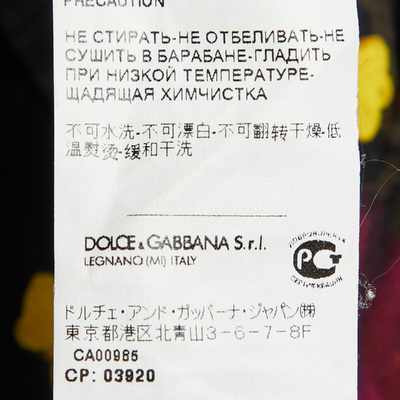 PRECAUTION
НЕ СТИРАТЬ-НЕ ОТБЕЛИВАТЬ-НЕ
СУШИТЬ В БАРАБАНЕ-ГЛАДИТЬ
ПРИ НИЗКОЙ ТЕМПЕРАТУРЕ-
ЩАДЯЩАЯ ХИМЧИСТКА
不可水洗-不可漂白-不可翻转干燥-低
温熨烫-缓和干洗
DOLCE & GABBANA S.r.l.
LEGNANO (MI) ITALY
ДОБРОВОЛЬНАЯ
РСТ
СЕРТИФИКАЦИЯ
ドルチェ・アンド・ガッバーナ・ジャパン㈱
東京都港区北青山3-6-7-8F
CA00985
CP: 03920